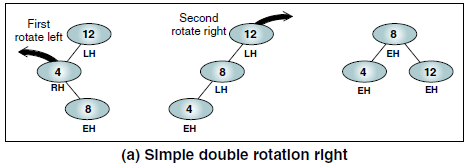 First
rotate left
12
LH
4
RH
8
EH
Second
rotate right
12
LH
8
LH
4
EH
8
EH
4
EH
12
EH
(a) Simple double rotation right